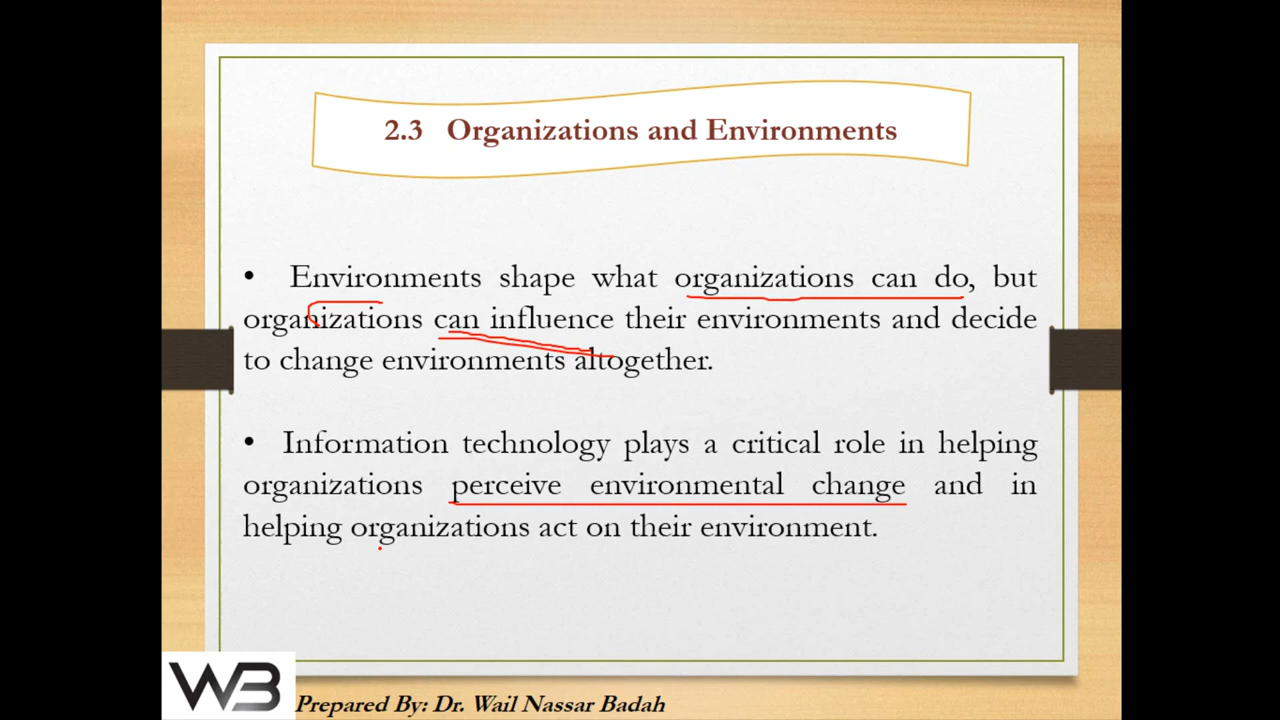 2.3 Organizations and Environments
• Environments shape what organizations can do, but
organizations can influence their environments and decide
to change environments altogether.
• Information technology plays a critical role in helping
organizations perceive environmental change and in
helping organizations act on their environment.
WB
Prepared By: Dr. Wail Nassar Badah